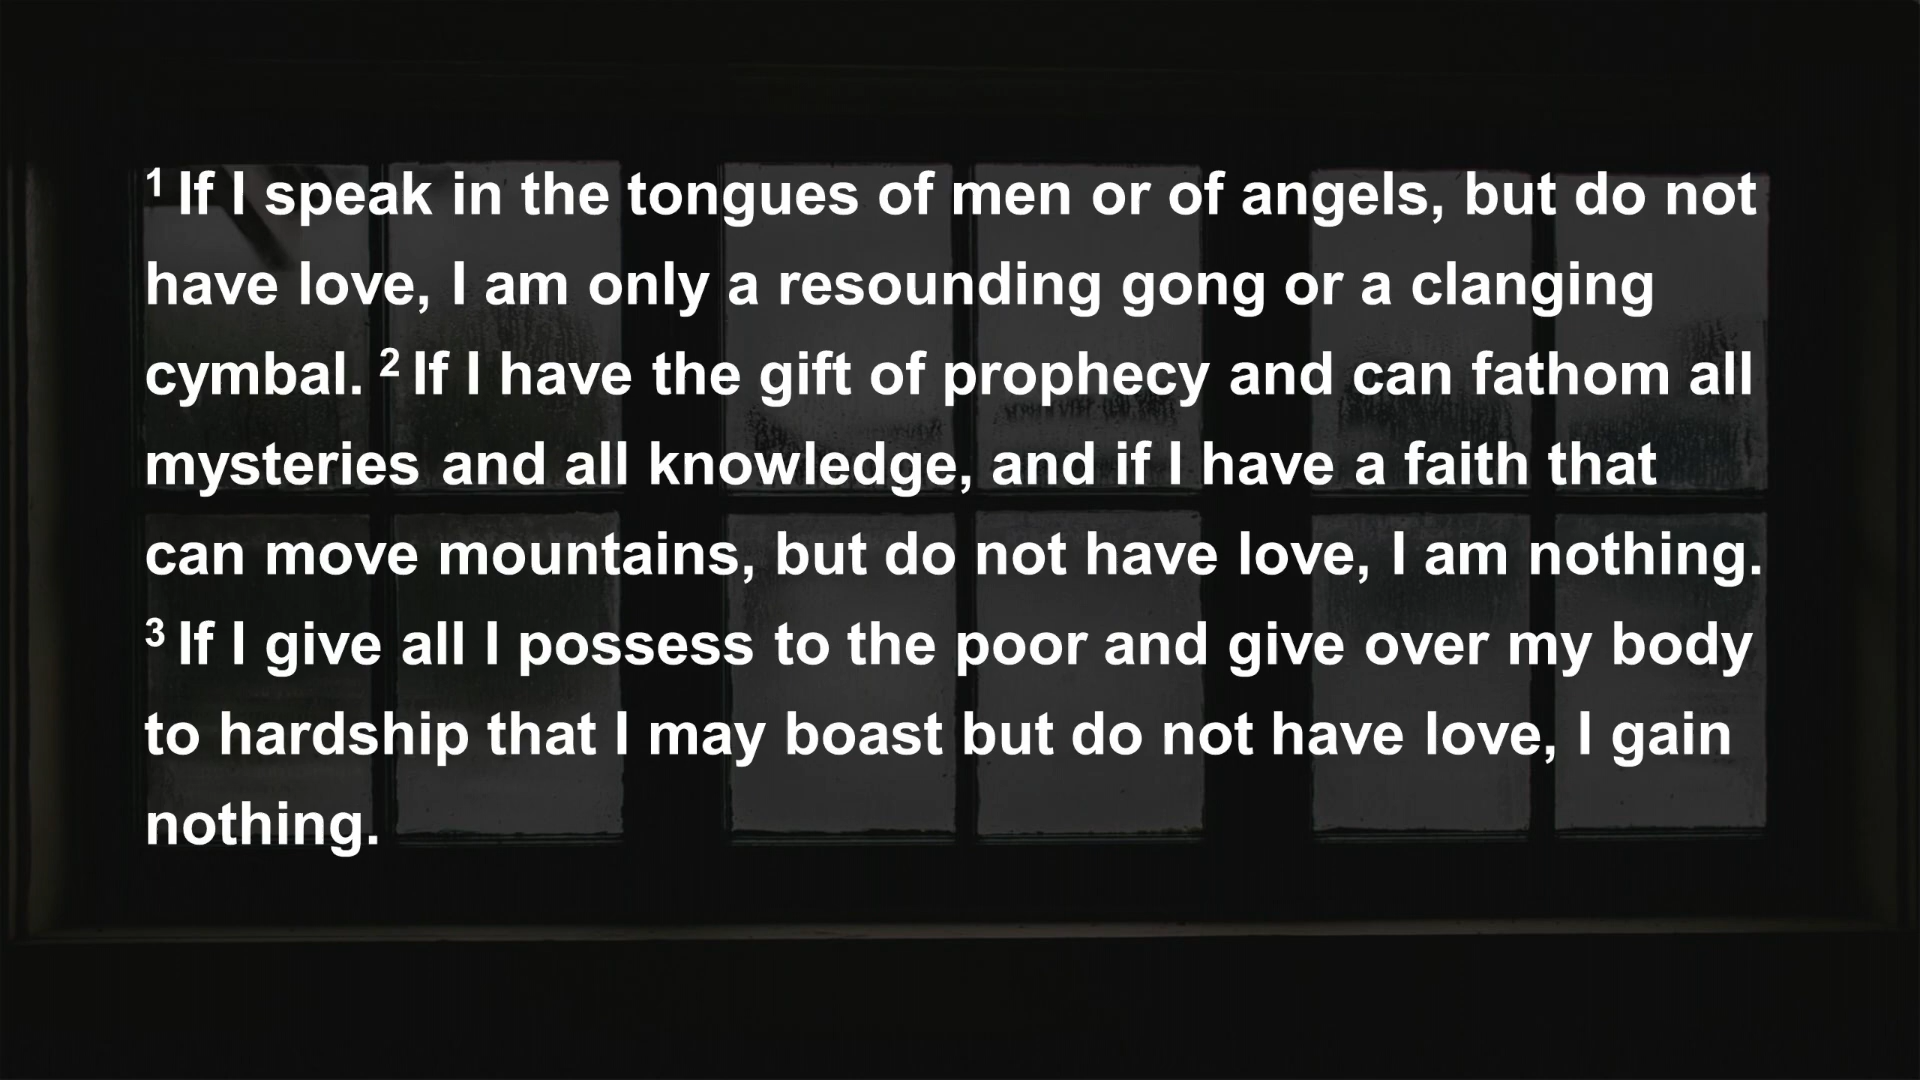 1 If I speak in the tongues of men or of angels, but do not
have love, I am only a resounding gong or a clanging
cymbal. 2 If I have the gift of prophecy and can fathom all
mysteries and all knowledge, and if I have a faith that
can move mountains, but do not have love, I am nothing.
3 If I give all I possess to the poor and give over my body
to hardship that I may boast but do not have love, I gain
nothing.